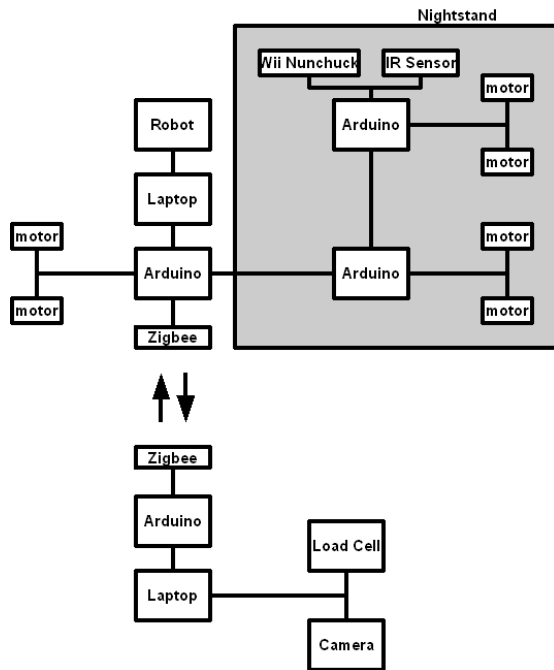 Nightstand
Wii Nunchuck
IR Sensor
motor
Robot
Arduino
motor
Laptop
motor
motor
Arduino
Arduino
motor
motor
Zigbee
Zigbee
Arduino
Load Cell
Laptop
Camera